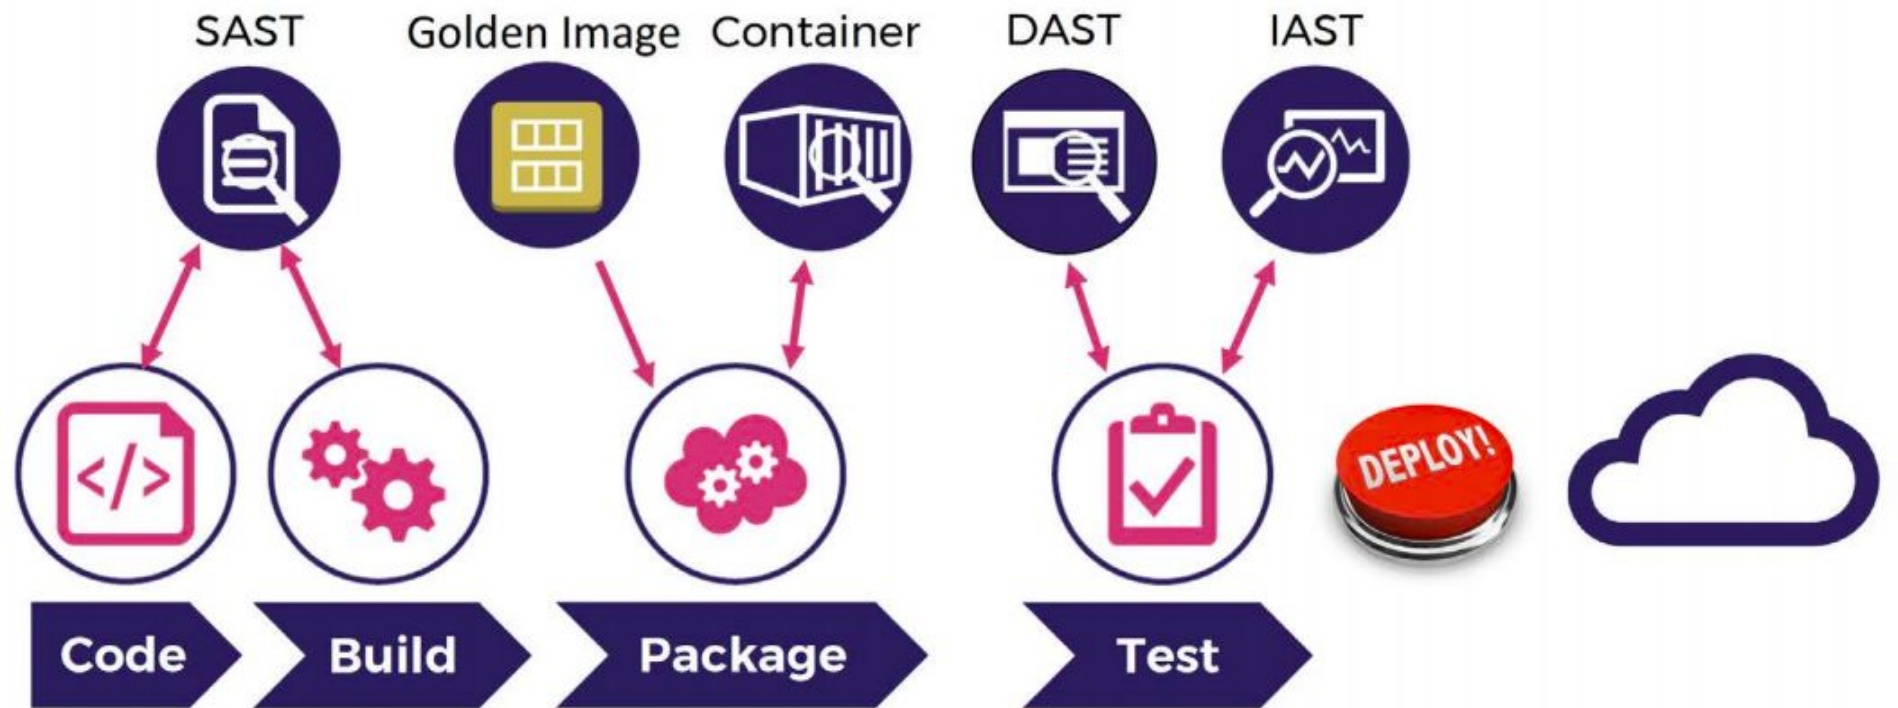 SAST
Golden Image
Container
DAST
IAST
</>
DEPLOY!
Code
Build
Package
Test